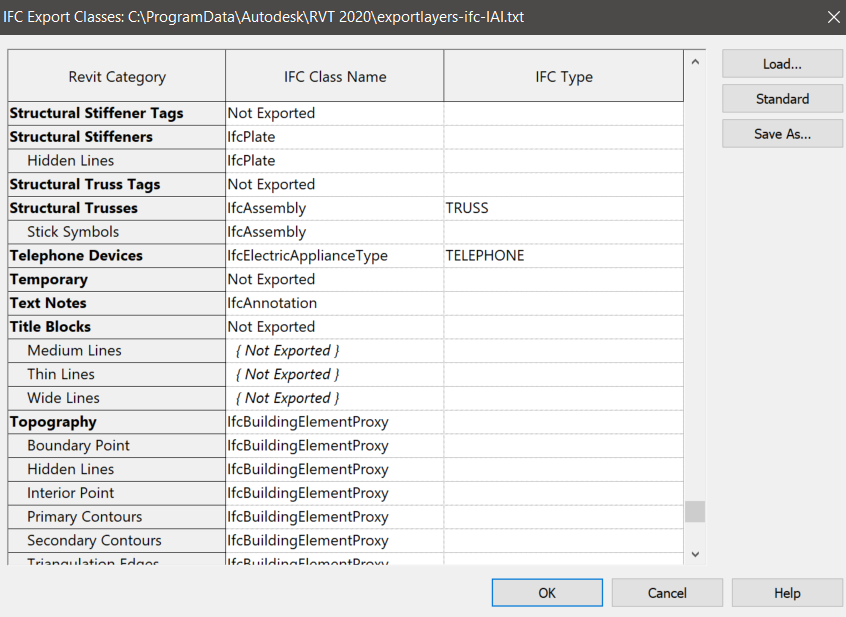 IFC Export Classes: C:\ProgramData\Autodesk\RVT 2020\exportlayers-ifc-IAI.txt
Revit Category IFC Class Name IFC Type
Structural Stiffener Tags Not Exported
Structural Stiffeners IfcPlate
Hidden Lines IfcPlate
Structural Truss Tags Not Exported
Structural Trusses IfcAssembly TRUSS
Stick Symbols IfcAssembly
Telephone Devices IfcElectricApplianceType TELEPHONE
Temporary Not Exported
Text Notes IfcAnnotation
Title Blocks Not Exported
Medium Lines { Not Exported }
Thin Lines { Not Exported }
Wide Lines { Not Exported }
Topography IfcBuildingElementProxy
Boundary Point IfcBuildingElementProxy
Hidden Lines IfcBuildingElementProxy
Interior Point IfcBuildingElementProxy
Primary Contours IfcBuildingElementProxy
Secondary Contours IfcBuildingElementProxy
Triangulation Edges IfcBuildingElementProxy
Load...
Standard
Save As...
OK Cancel Help